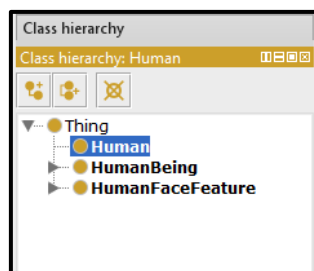 Class hierarchy
Class hierarchy: Human
Thing
Human
HumanBeing
HumanFaceFeature